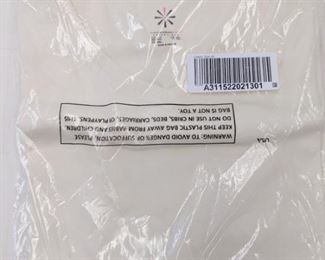 A311522021301
WARNING: TO AVOID DANGER OF SUFFOCATION, PLEASE
KEEP THIS PLASTIC BAG AWAY FROM BABIES AND CHILDREN.
DO NOT USE IN CRIBS, BEDS, CARRIAGES, OR PLAYPENS. THIS
BAG IS NOT A TOY.
USA